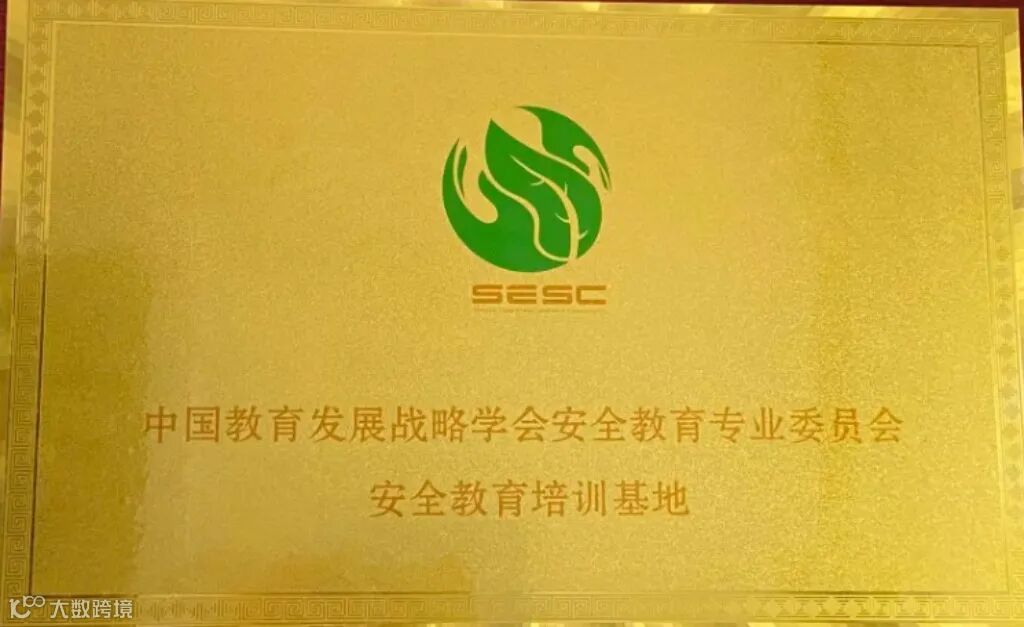 SESC
中国教育发展战略学会安全教育专业委员会
安全教育培训基地
大数跨境